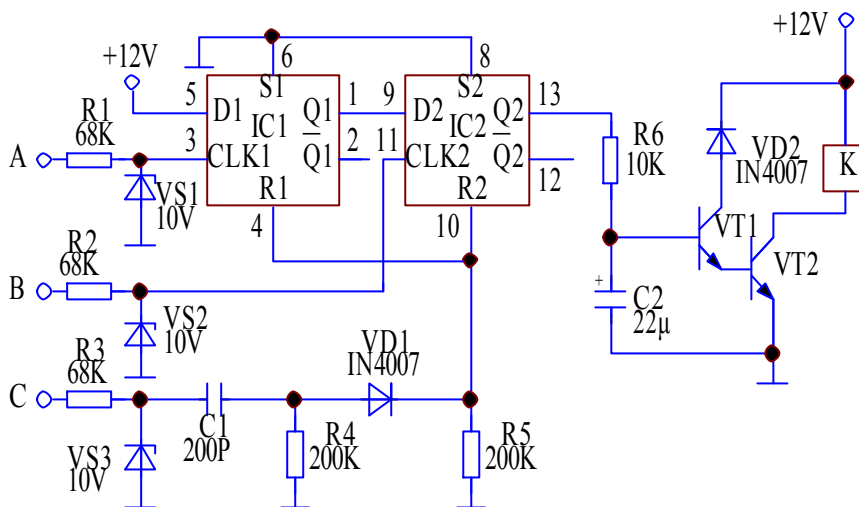 +12V
+12V
6
8
S1
S2
5
D1
Q1
1
9
D2
Q2
13
R1
68K
IC1
IC2
A
3
CLK1
Q1
2
11
CLK2
Q2
12
R6
10K
VD2
IN4007
K
VS1
10V
R1
R2
4
10
VT1
VT2
R2
68K
B
VS2
10V
+
C2
22μ
VD1
IN4007
R3
68K
C
C1
200P
R4
200K
R5
200K
VS3
10V